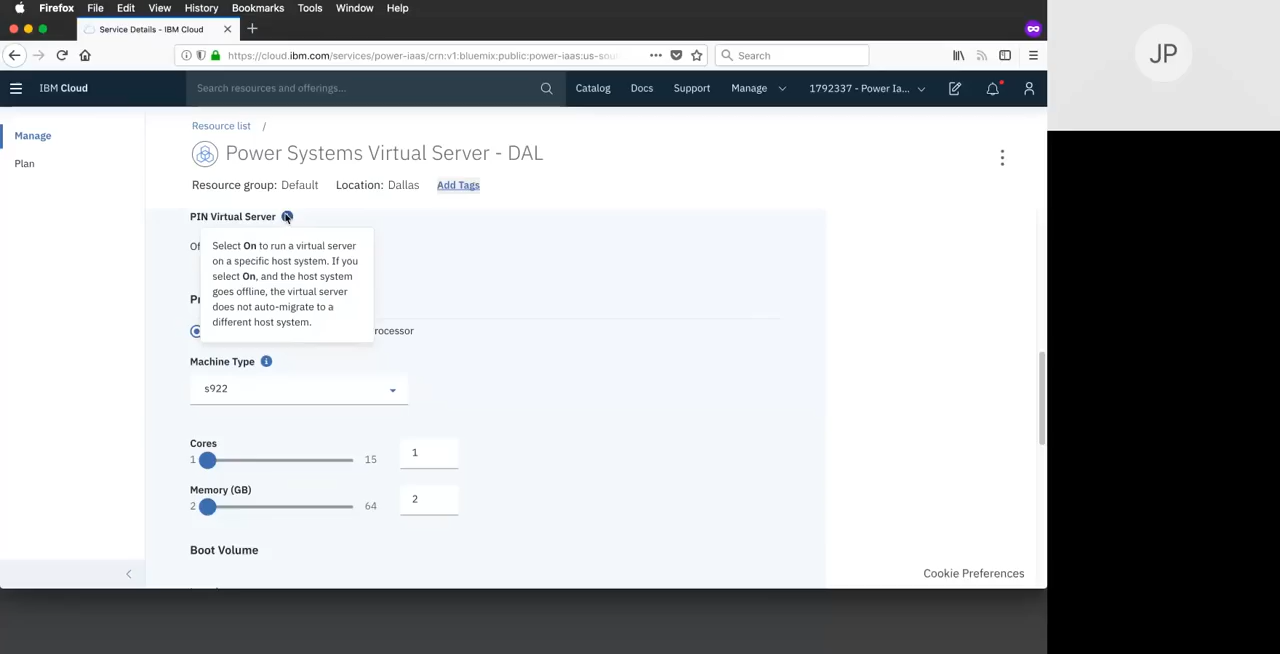 Firefox File Edit View History Bookmarks Tools Window Help
Service Details - IBM Cloud
https://cloud.ibm.com/services/power-iaas/crn:v1:bluemix:public:power-iaas:us-sou
Search
JP
IBM Cloud
Search resources and offerings...
Catalog Docs Support Manage 1792337 - Power Ia...
Manage
Plan
Resource list /
Power Systems Virtual Server - DAL
Resource group: Default Location: Dallas Add Tags
PIN Virtual Server
Of
Select On to run a virtual server
on a specific host system. If you
select On, and the host system
goes offline, the virtual server
does not auto-migrate to a
different host system.
Pr
rocessor
Machine Type
s922
Cores
1 15 1
Memory (GB)
2 64 2
Boot Volume
Cookie Preferences